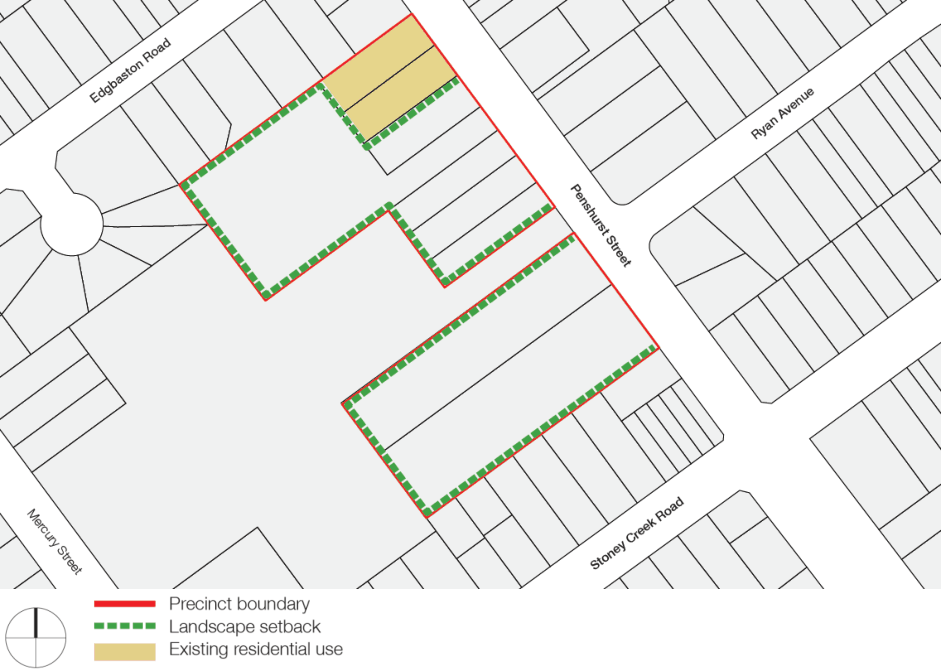 Edgbaston Road
Ryan Avenue
Penshurst Street
Stoney Creek Road
Mercury Street
Precinct boundary
Landscape setback
Existing residential use